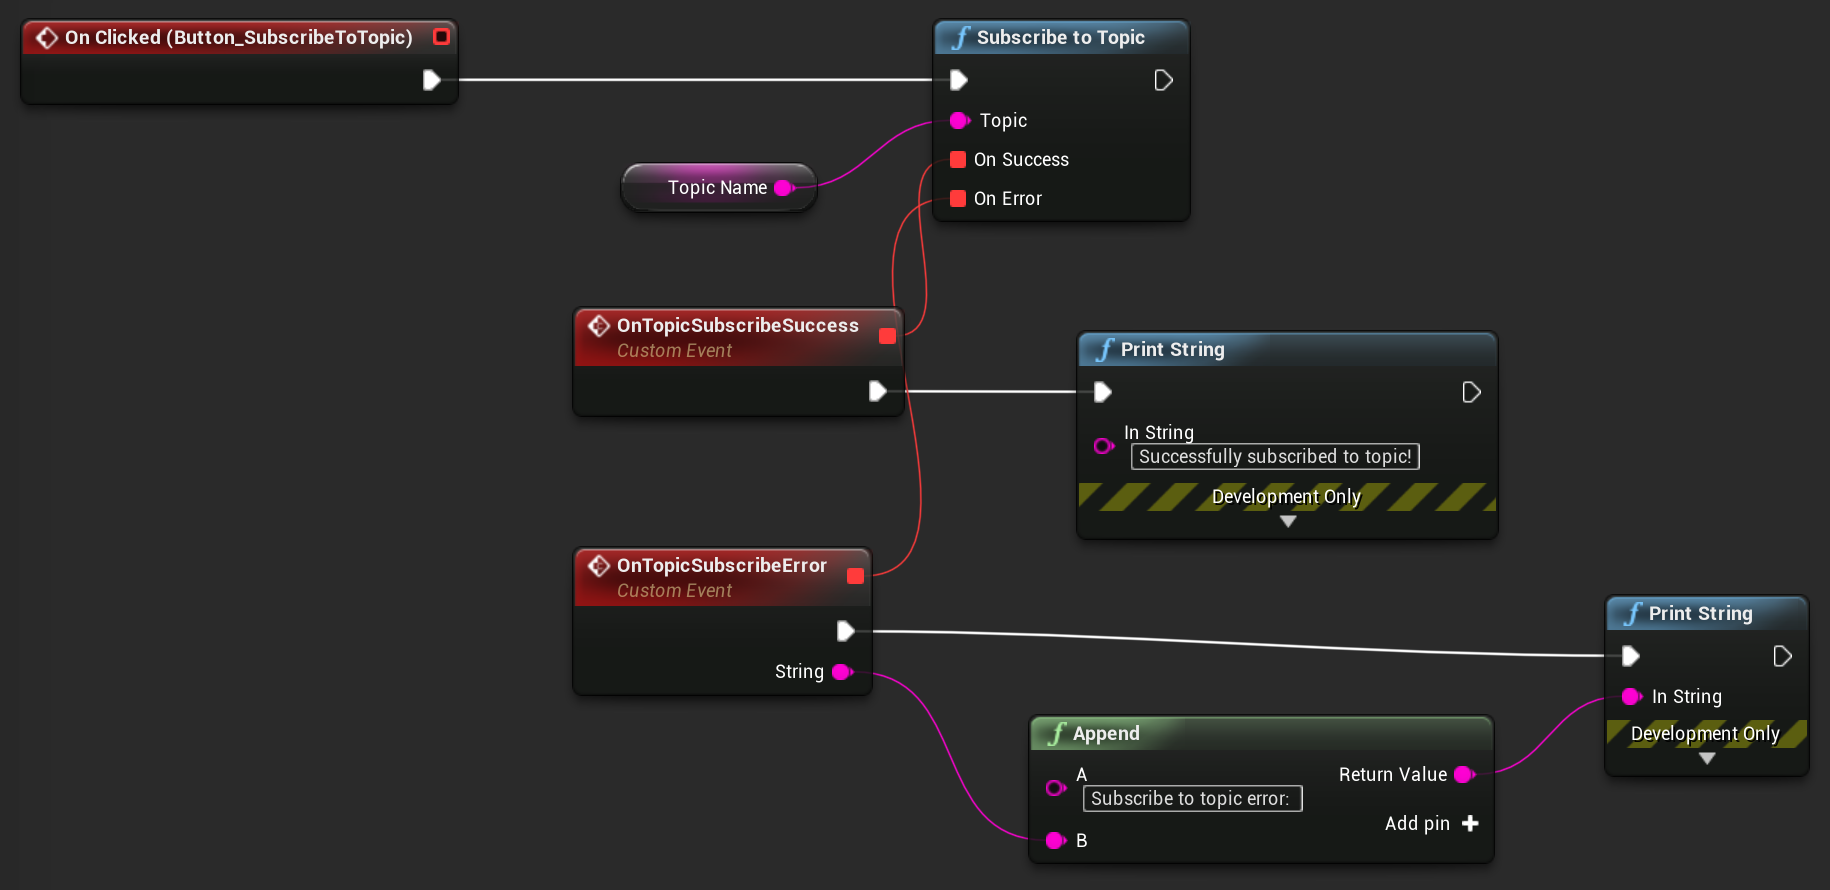 On Clicked (Button_SubscribeToTopic)
f Subscribe to Topic
Topic
On Success
On Error
Topic Name
OnTopicSubscribeSuccess
Custom Event
f Print String
In String
Successfully subscribed to topic!
Development Only
OnTopicSubscribeError
Custom Event
String
f Print String
In String
Development Only
f Append
A
Subscribe to topic error:
B
Return Value
Add pin +